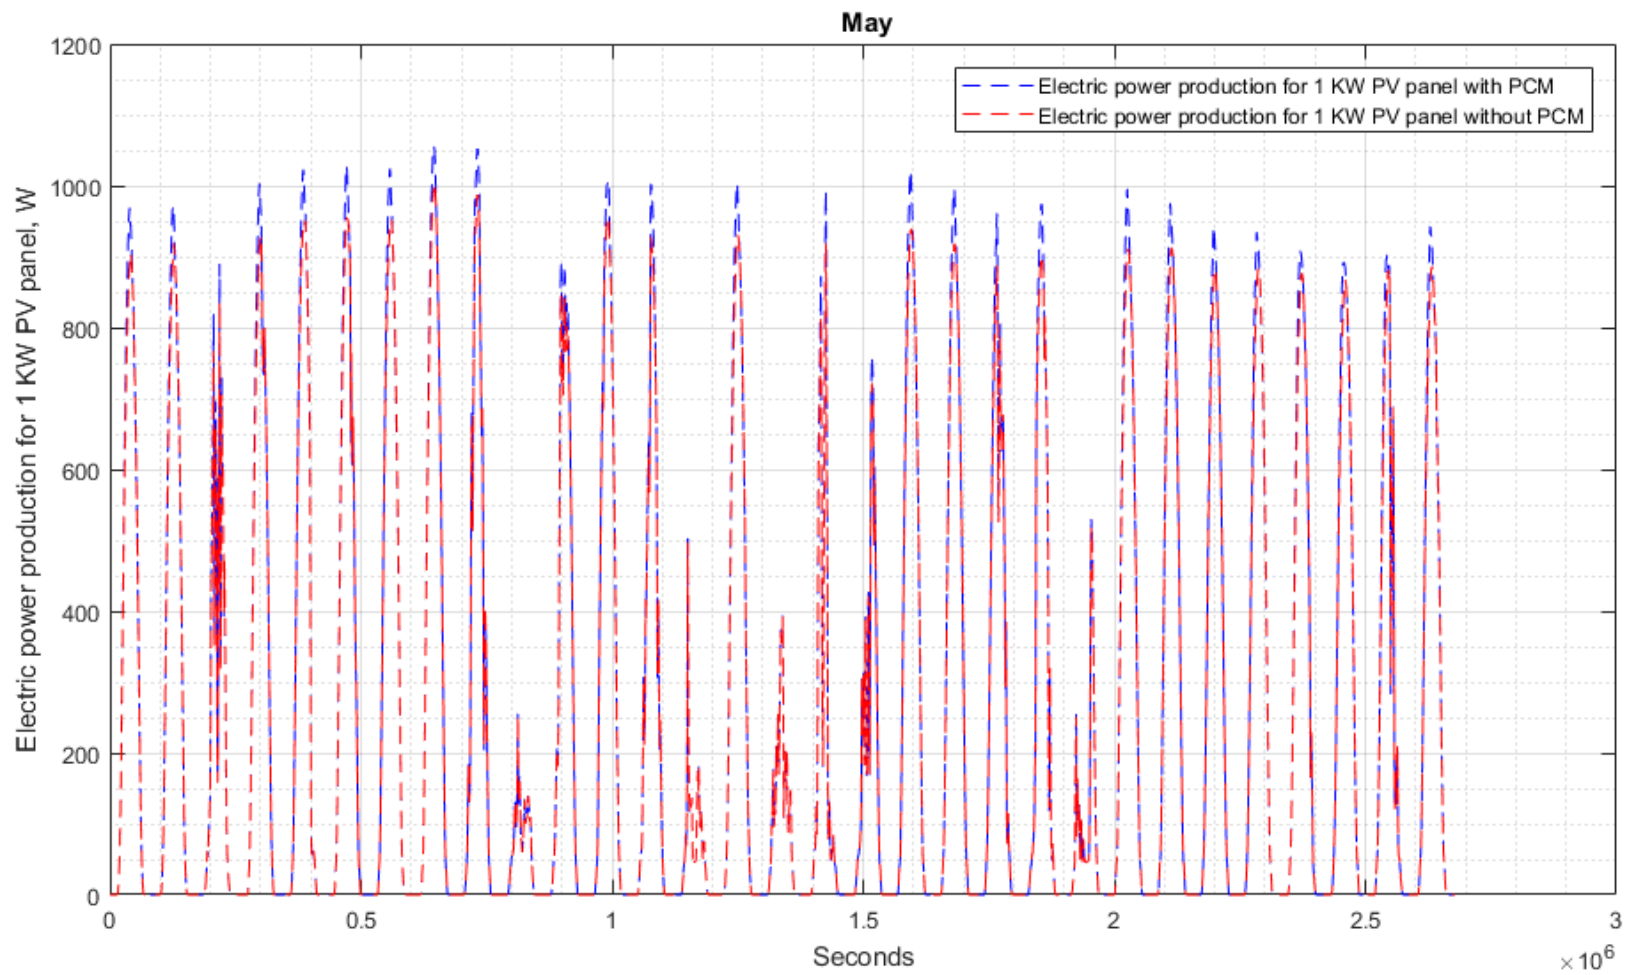 May
1200
1000
800
600
400
200
0
Electric power production for 1 KW PV panel, W
Electric power production for 1 KW PV panel with PCM
Electric power production for 1 KW PV panel without PCM
0 0.5 1 1.5 2 2.5 3
Seconds
×10⁶